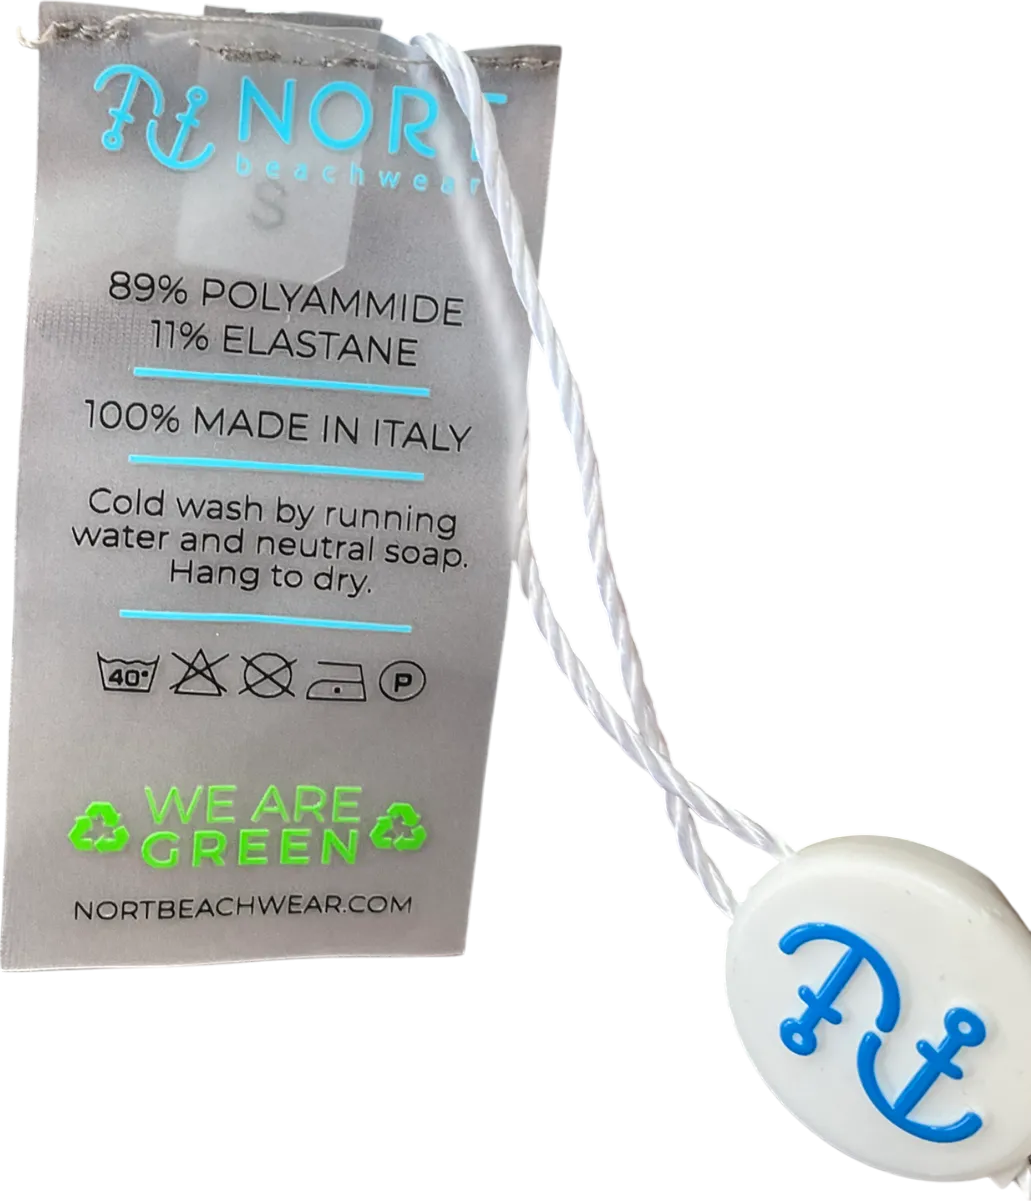 NORT
beachwear
S
89% POLYAMMIDE
11% ELASTANE
100% MADE IN ITALY
Cold wash by running
water and neutral soap.
Hang to dry.
40°
P
WE ARE
GREEN
NORTBEACHWEAR.COM